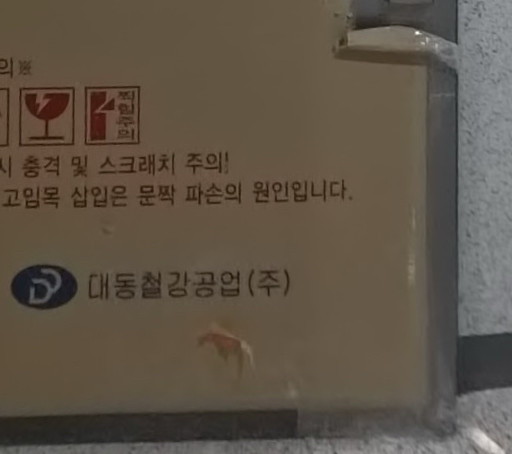 의※
찍힘주의
시 충격 및 스크래치 주의!
고임목 삽입은 문짝 파손의 원인입니다.
대동철강공업(주)